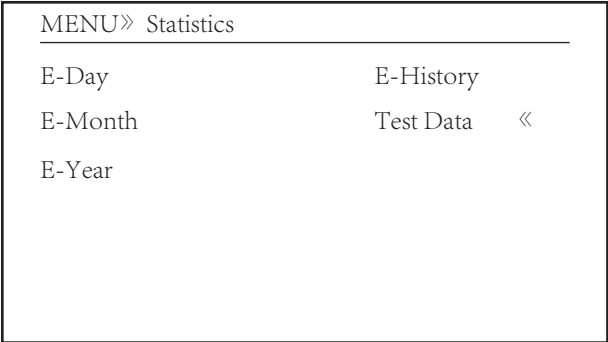 MENU» Statistics
E-Day E-History
E-Month Test Data «
E-Year